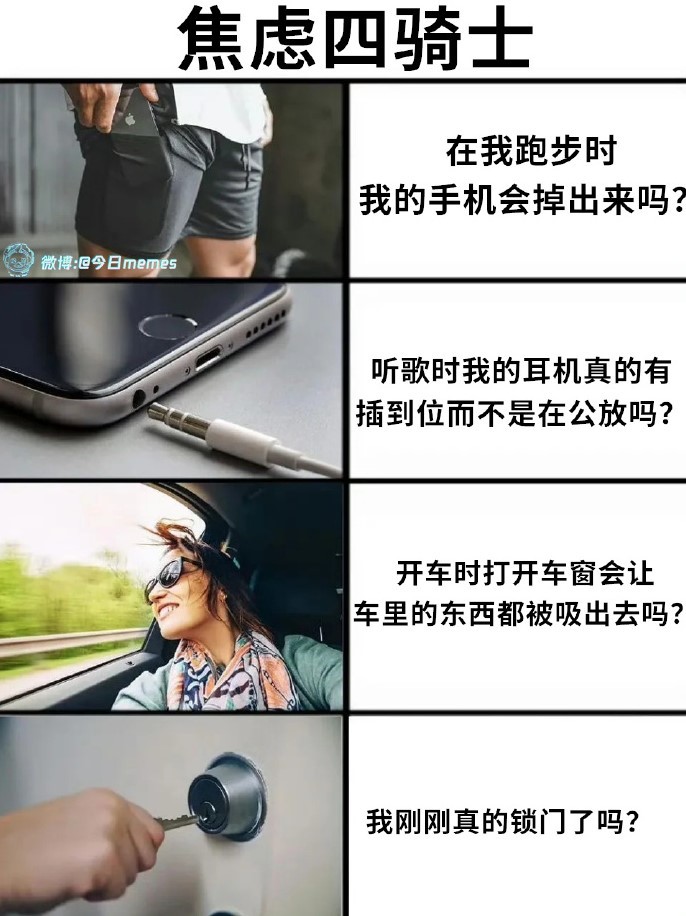 焦虑四骑士
在我跑步时
我的手机会掉出来吗?
微博:@今日memes
听歌时我的耳机真的有
插到位而不是在公放吗?
开车时打开车窗会让
车里的东西都被吸出去吗?
我刚刚真的锁门了吗?